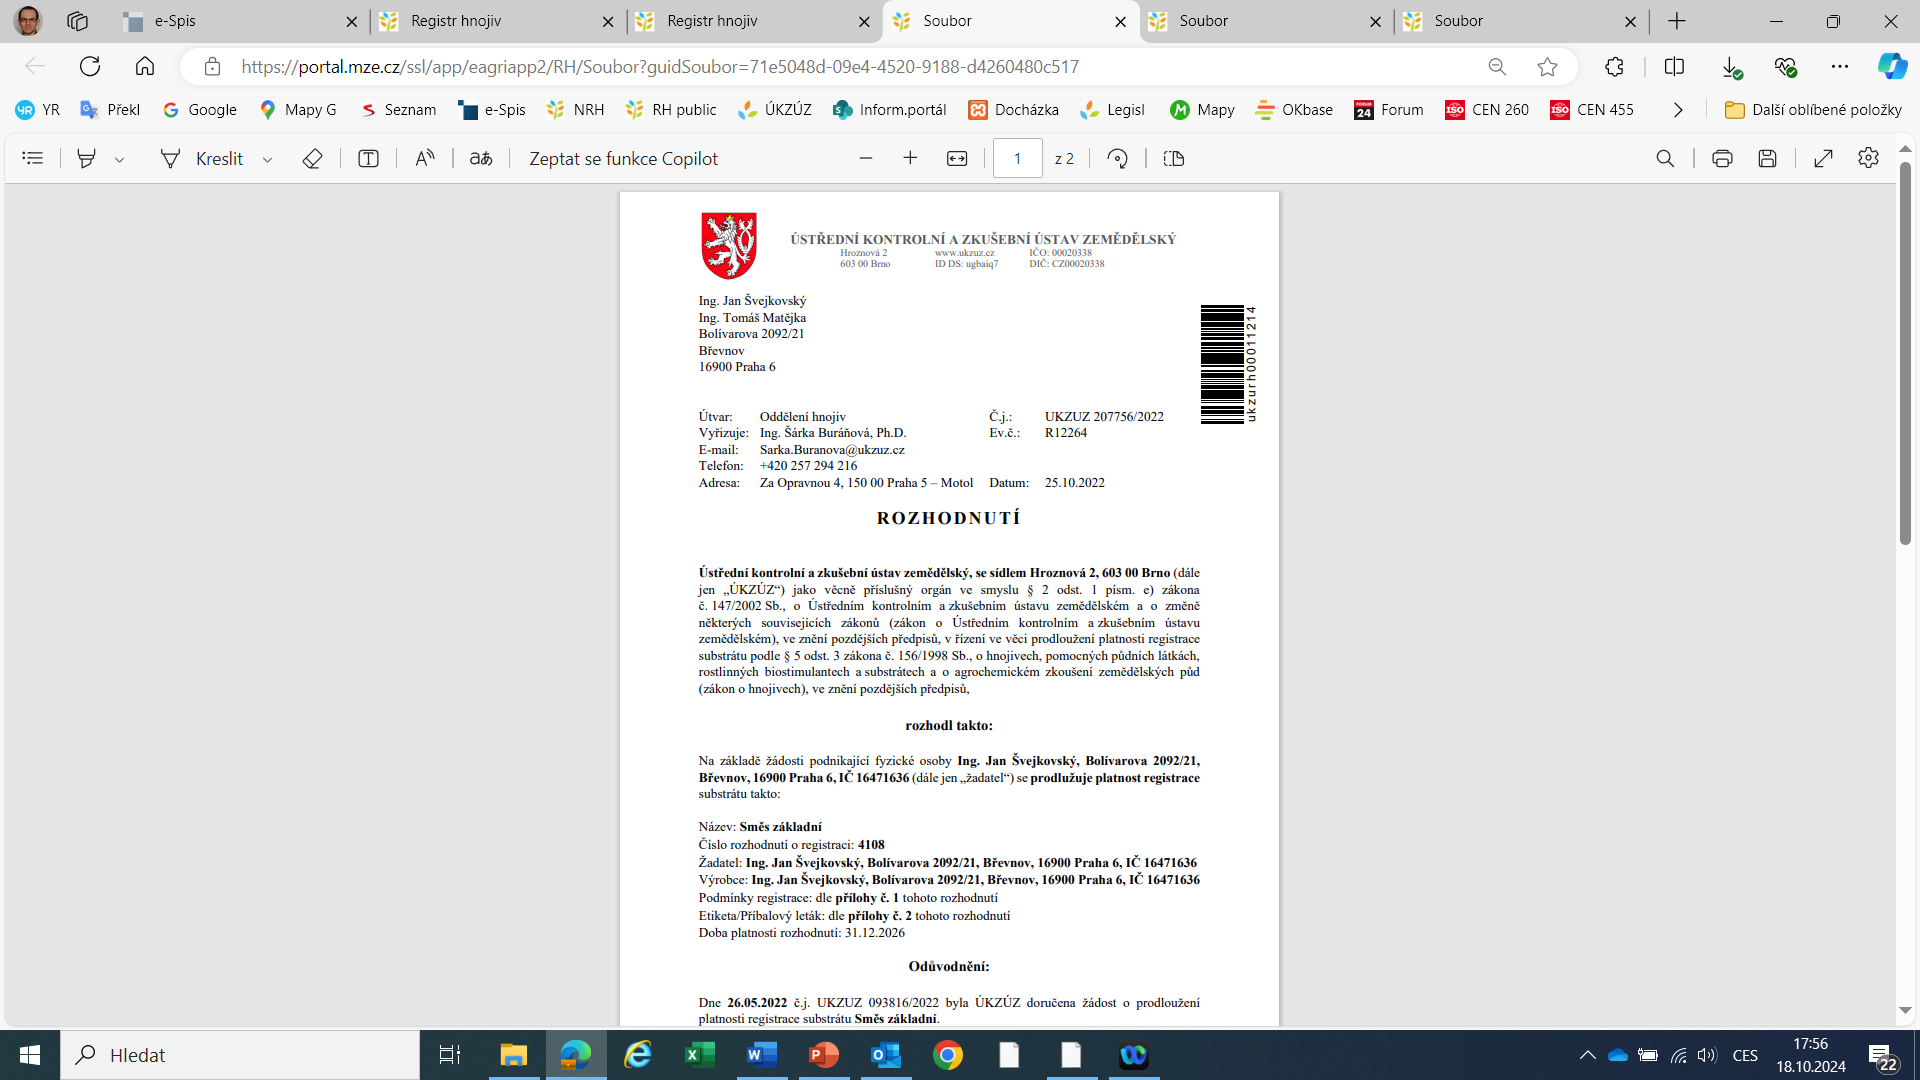 e-Spis
Registr hnojiv
Registr hnojiv
Soubor
Soubor
Soubor
https://portal.mze.cz/ssl/app/eagriapp2/RH/Soubor?guidSoubor=71e5048d-09e4-4520-9188-d4260480c517
YR
Překl
Google
Mapy G
Seznam
e-Spis
NRH
RH public
ÚKZÚZ
Inform.portál
Docházka
Legisl
Mapy
OKbase
Forum
CEN 260
CEN 455
Další oblíbené položky
Kreslit
Zeptat se funkce Copilot
1 z 2
ÚSTŘEDNÍ KONTROLNÍ A ZKUŠEBNÍ ÚSTAV ZEMĚDĚLSKÝ
Hroznová 2 www.ukzuz.cz IČO: 00020338
603 00 Brno ID DS: ugbaiq7 DIČ: CZ00020338
Ing. Jan Švejkovský
Ing. Tomáš Matějka
Bolívarova 2092/21
Břevnov
16900 Praha 6
ukzurh00011214
Útvar: Oddělení hnojiv Č.j.: UKZUZ 207756/2022
Vyřizuje: Ing. Šárka Buráňová, Ph.D. Ev.č.: R12264
E-mail: Sarka.Buranova@ukzuz.cz
Telefon: +420 257 294 216
Adresa: Za Opravnou 4, 150 00 Praha 5 – Motol Datum: 25.10.2022
ROZHODNUTÍ
Ústřední kontrolní a zkušební ústav zemědělský, se sídlem Hroznová 2, 603 00 Brno (dále
jen „ÚKZÚZ“) jako věcně příslušný orgán ve smyslu § 2 odst. 1 písm. e) zákona
č. 147/2002 Sb., o Ústředním kontrolním a zkušebním ústavu zemědělském a o změně
některých souvisejících zákonů (zákon o Ústředním kontrolním a zkušebním ústavu
zemědělském), ve znění pozdějších předpisů, v řízení ve věci prodloužení platnosti registrace
substrátu podle § 5 odst. 3 zákona č. 156/1998 Sb., o hnojivech, pomocných půdních látkách,
rostlinných biostimulantech a substrátech a o agrochemickém zkoušení zemědělských půd
(zákon o hnojivech), ve znění pozdějších předpisů,
rozhodl takto:
Na základě žádosti podnikající fyzické osoby Ing. Jan Švejkovský, Bolívarova 2092/21,
Břevnov, 16900 Praha 6, IČ 16471636 (dále jen „žadatel“) se prodlužuje platnost registrace
substrátu takto:
Název: Směs základní
Číslo rozhodnutí o registraci: 4108
Žadatel: Ing. Jan Švejkovský, Bolívarova 2092/21, Břevnov, 16900 Praha 6, IČ 16471636
Výrobce: Ing. Jan Švejkovský, Bolívarova 2092/21, Břevnov, 16900 Praha 6, IČ 16471636
Podmínky registrace: dle přílohy č. 1 tohoto rozhodnutí
Etiketa/Příbalový leták: dle přílohy č. 2 tohoto rozhodnutí
Doba platnosti rozhodnutí: 31.12.2026
Odůvodnění:
Dne 26.05.2022 č.j. UKZUZ 093816/2022 byla ÚKZÚZ doručena žádost o prodloužení
platnosti registrace substrátu Směs základní.
Hledat
CES
17:56
18.10.2024
22